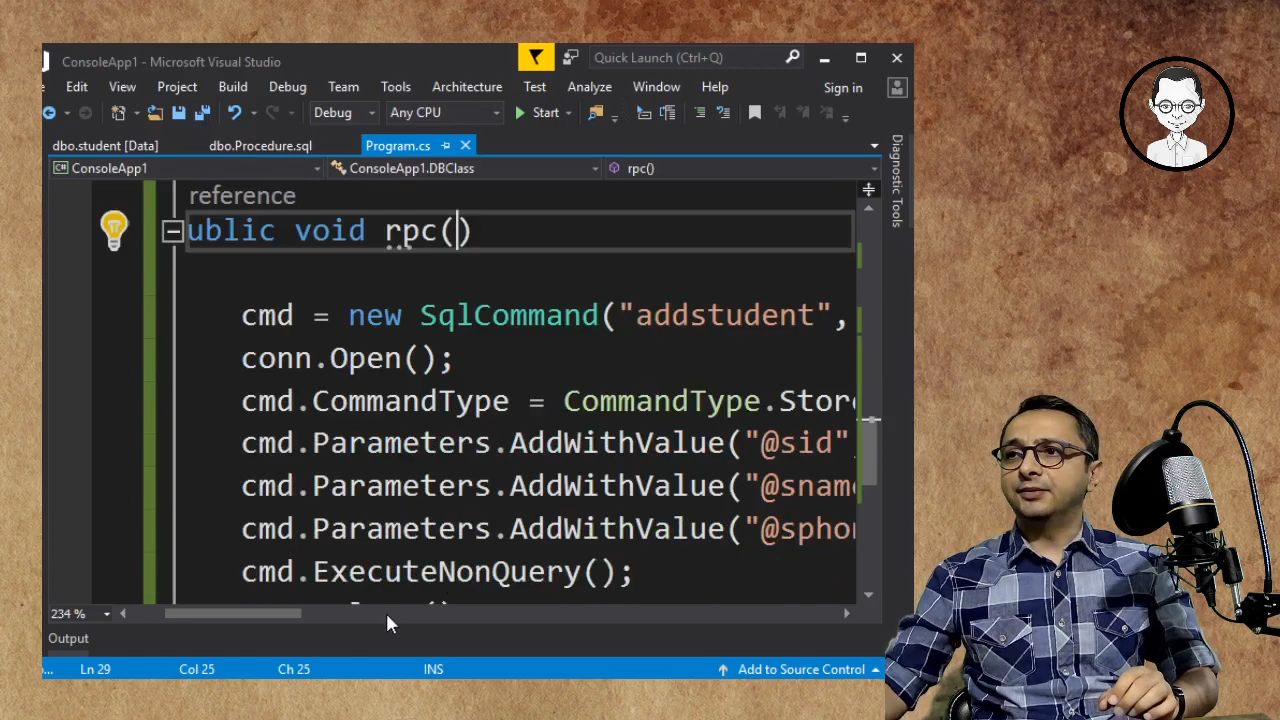 ConsoleApp1 - Microsoft Visual Studio
Quick Launch (Ctrl+Q)
Edit View Project Build Debug Team Tools Architecture Test Analyze Window Help Sign in
Debug Any CPU Start
dbo.student [Data] dbo.Procedure.sql Program.cs
ConsoleApp1 ConsoleApp1.DBClass rpc()
Diagnostic Tools
reference
ublic void rpc()
cmd = new SqlCommand("addstudent",
conn.Open();
cmd.CommandType = CommandType.Store
cmd.Parameters.AddWithValue("@sid"
cmd.Parameters.AddWithValue("@sname
cmd.Parameters.AddWithValue("@sphon
cmd.ExecuteNonQuery();
234 %
Output
... Ln 29 Col 25 Ch 25 INS Add to Source Control